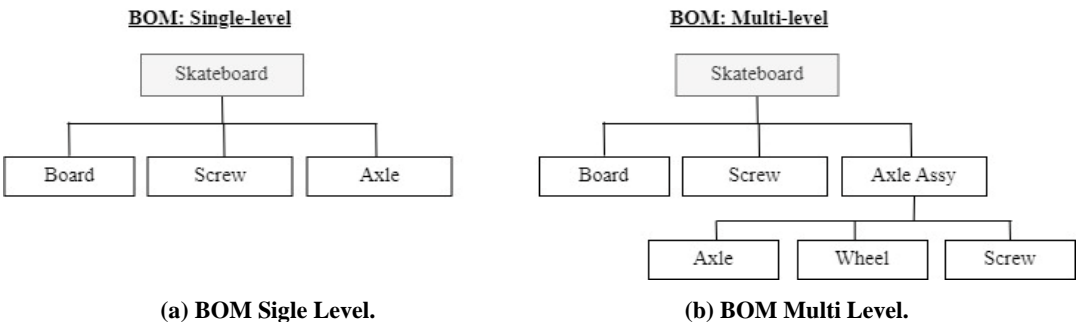 BOM: Single-level
Skateboard
Board
Screw
Axle
(a) BOM Sigle Level.
BOM: Multi-level
Skateboard
Board
Screw
Axle Assy
Axle
Wheel
Screw
(b) BOM Multi Level.